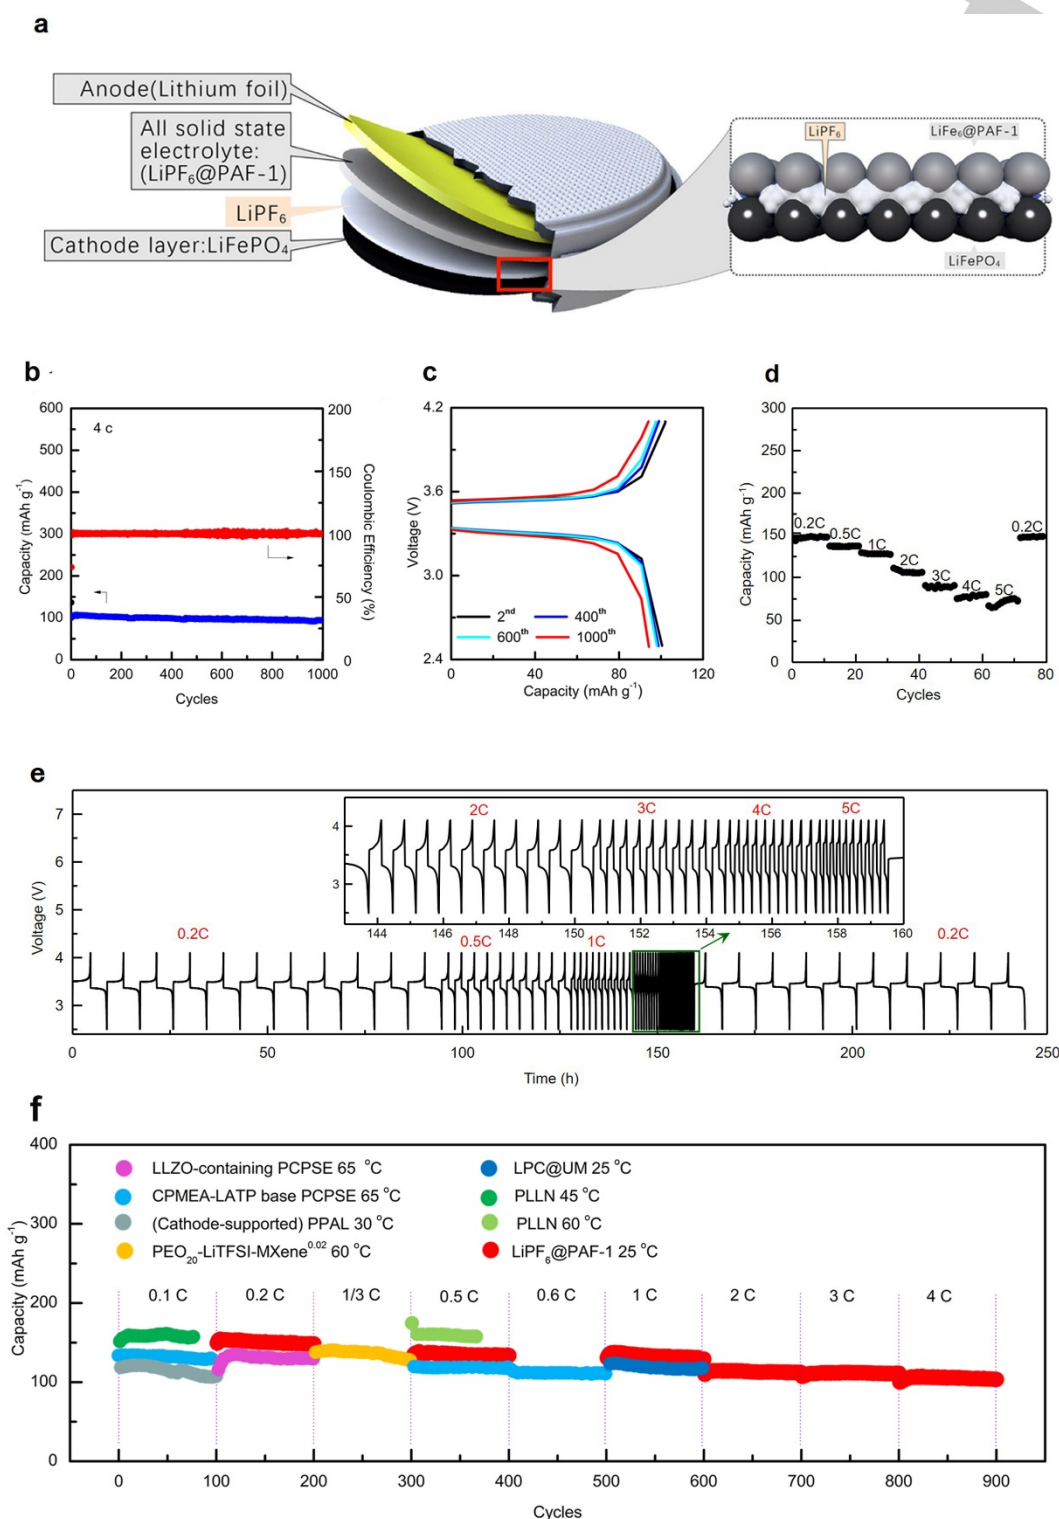 a
Anode(Lithium foil)
All solid state
electrolyte:
(LiPF₆@PAF-1)
LiPF₆
Cathode layer:LiFePO₄
LiPF₆
LiFe₆@PAF-1
LiFePO₄
b
4 c
600
500
400
300
200
100
0
200
150
100
50
0
0 200 400 600 800 1000
Capacity (mAh g⁻¹)
Coulombic Efficiency (%)
Cycles
c
4.2
3.6
3.0
2.4
0 40 80 120
Voltage (V)
Capacity (mAh g⁻¹)
2ⁿᵈ 400ᵗʰ
600ᵗʰ 1000ᵗʰ
d
300
250
200
150
100
50
0
0 20 40 60 80
Capacity (mAh g⁻¹)
Cycles
0.2C 0.5C 1C 2C 3C 4C 5C 0.2C
e
7
6
5
4
3
Voltage (V)
2C 3C 4C 5C
4
3
144 146 148 150 152 154 156 158 160
0.2C 0.5C 1C 0.2C
0 50 100 150 200 250
Time (h)
f
400
300
200
100
0
Capacity (mAh g⁻¹)
LLZO-containing PCPSE 65 °C
CPMEA-LATP base PCPSE 65 °C
(Cathode-supported) PPAL 30 °C
PEO₂₀-LiTFSI-MXene⁰·⁰² 60 °C
LPC@UM 25 °C
PLLN 45 °C
PLLN 60 °C
LiPF₆@PAF-1 25 °C
0.1 C 0.2 C 1/3 C 0.5 C 0.6 C 1 C 2 C 3 C 4 C
0 100 200 300 400 500 600 700 800 900
Cycles